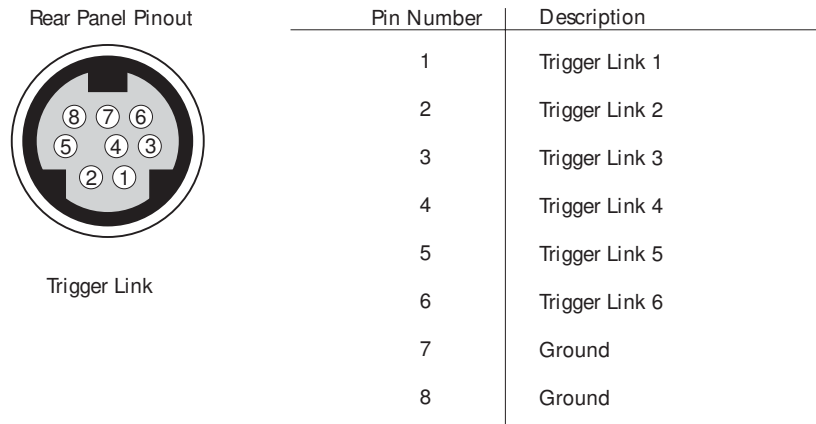 Rear Panel Pinout
8 7 6
5 4 3
2 1
Trigger Link
Pin Number Description
1 Trigger Link 1
2 Trigger Link 2
3 Trigger Link 3
4 Trigger Link 4
5 Trigger Link 5
6 Trigger Link 6
7 Ground
8 Ground